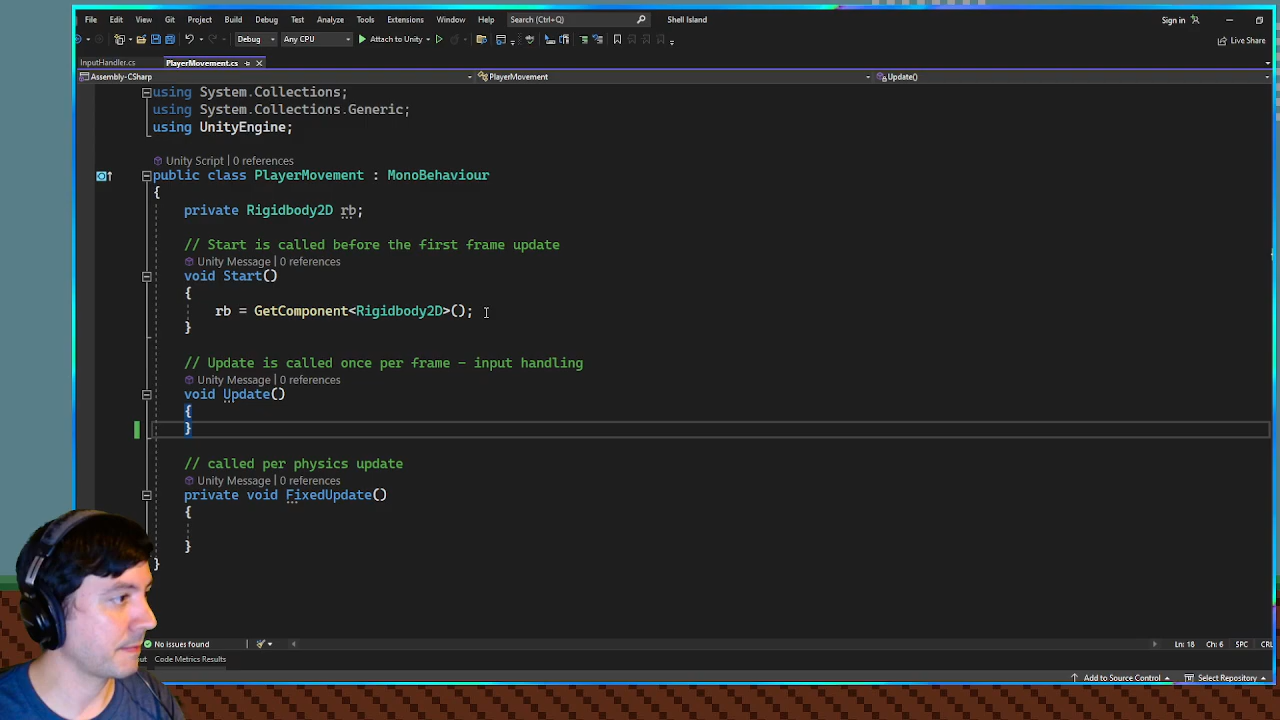 File Edit View Git Project Build Debug Test Analyze Tools Extensions Window Help Search (Ctrl+Q) Shell Island Sign in
Debug Any CPU Attach to Unity Live Share
InputHandler.cs PlayerMovement.cs
Assembly-CSharp PlayerMovement Update()
using System.Collections;
using System.Collections.Generic;
using UnityEngine;
Unity Script | 0 references
public class PlayerMovement : MonoBehaviour
{
private Rigidbody2D rb;
// Start is called before the first frame update
Unity Message | 0 references
void Start()
{
rb = GetComponent<Rigidbody2D>();
}
// Update is called once per frame - input handling
Unity Message | 0 references
void Update()
{
}
// called per physics update
Unity Message | 0 references
private void FixedUpdate()
{
}
}
No issues found Ln: 18 Ch: 6 SPC
Code Metrics Results
Add to Source Control Select Repository